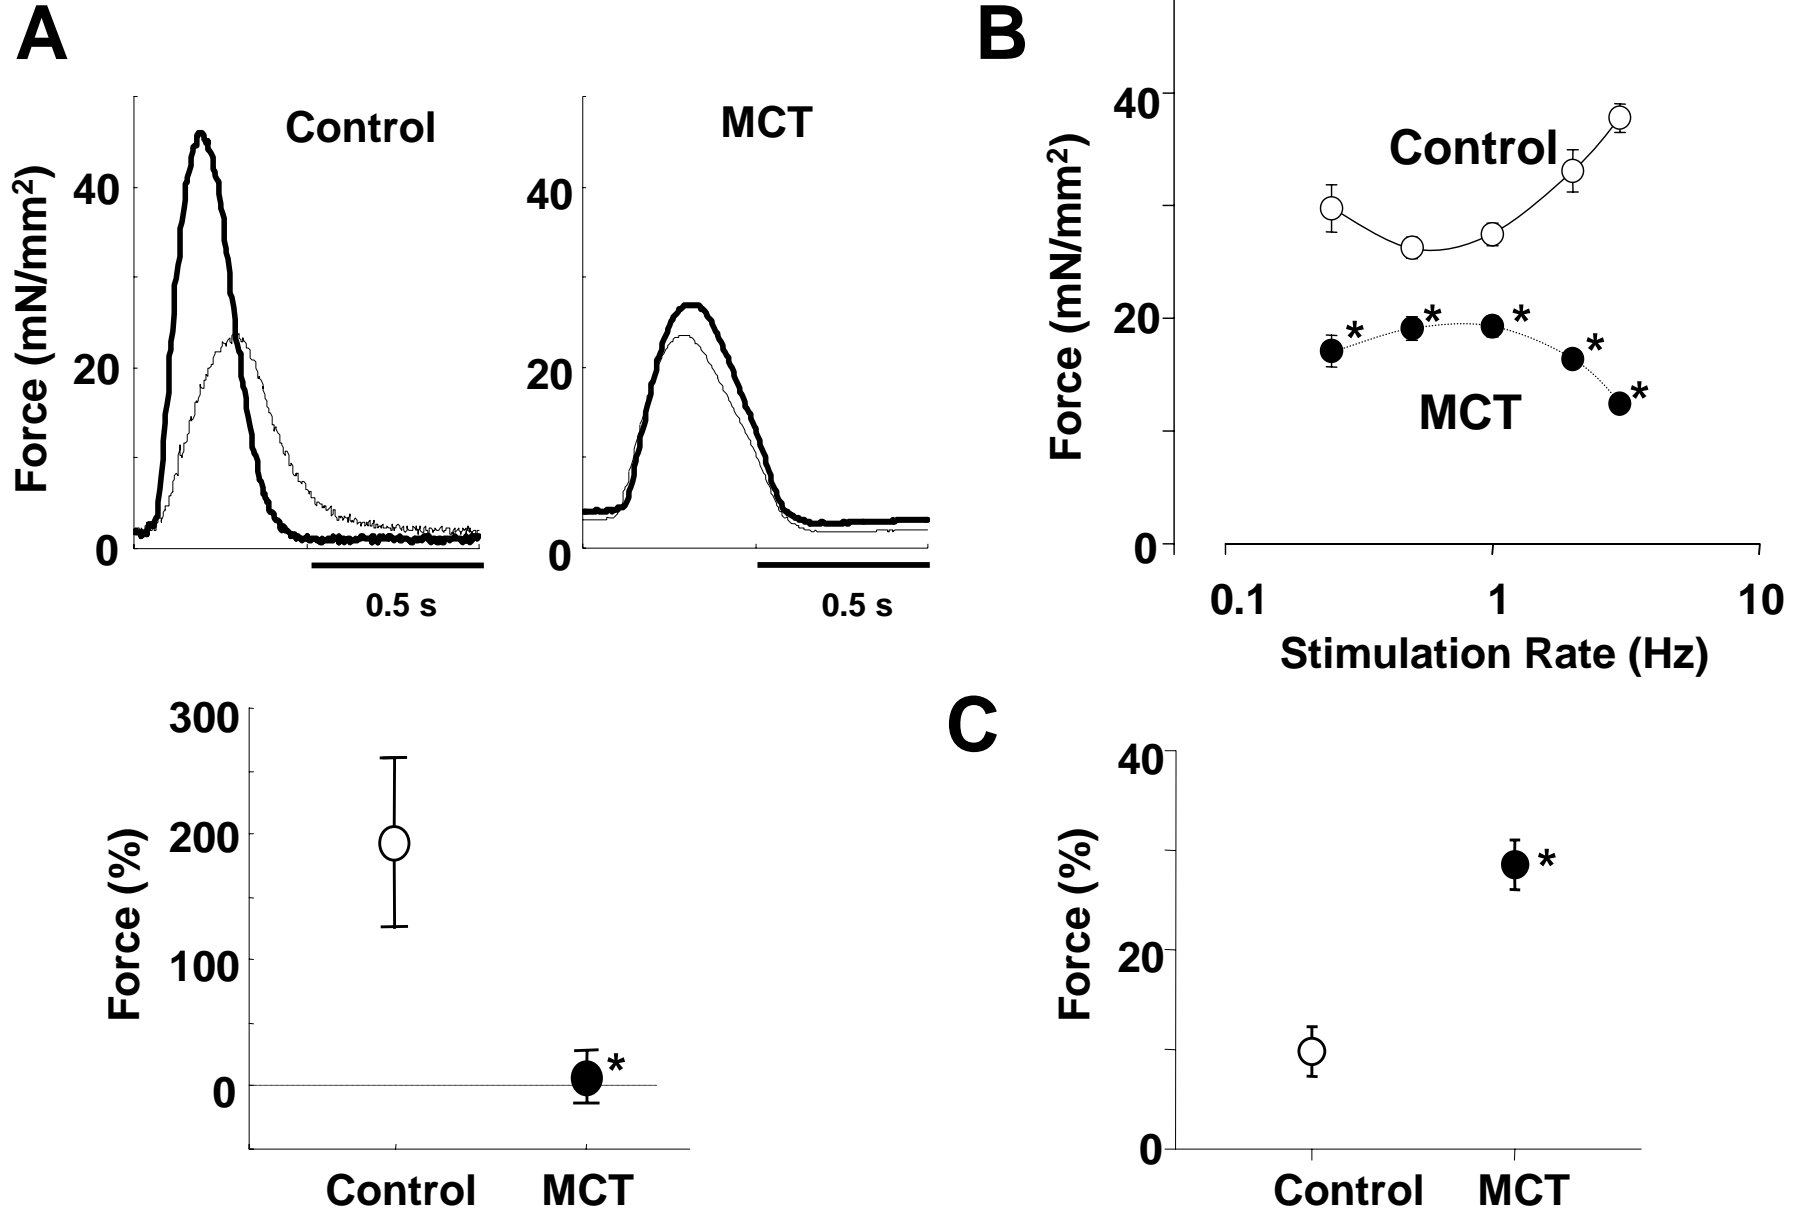 A
Control
Force (mN/mm2)
40
20
0
0.5 s
MCT
40
20
0
0.5 s
B
Force (mN/mm2)
40
20
0
Control
MCT
*
*
*
*
*
0.1
1
10
Stimulation Rate (Hz)
Force (%)
300
200
100
0
*
Control
MCT
C
Force (%)
40
20
0
*
Control
MCT